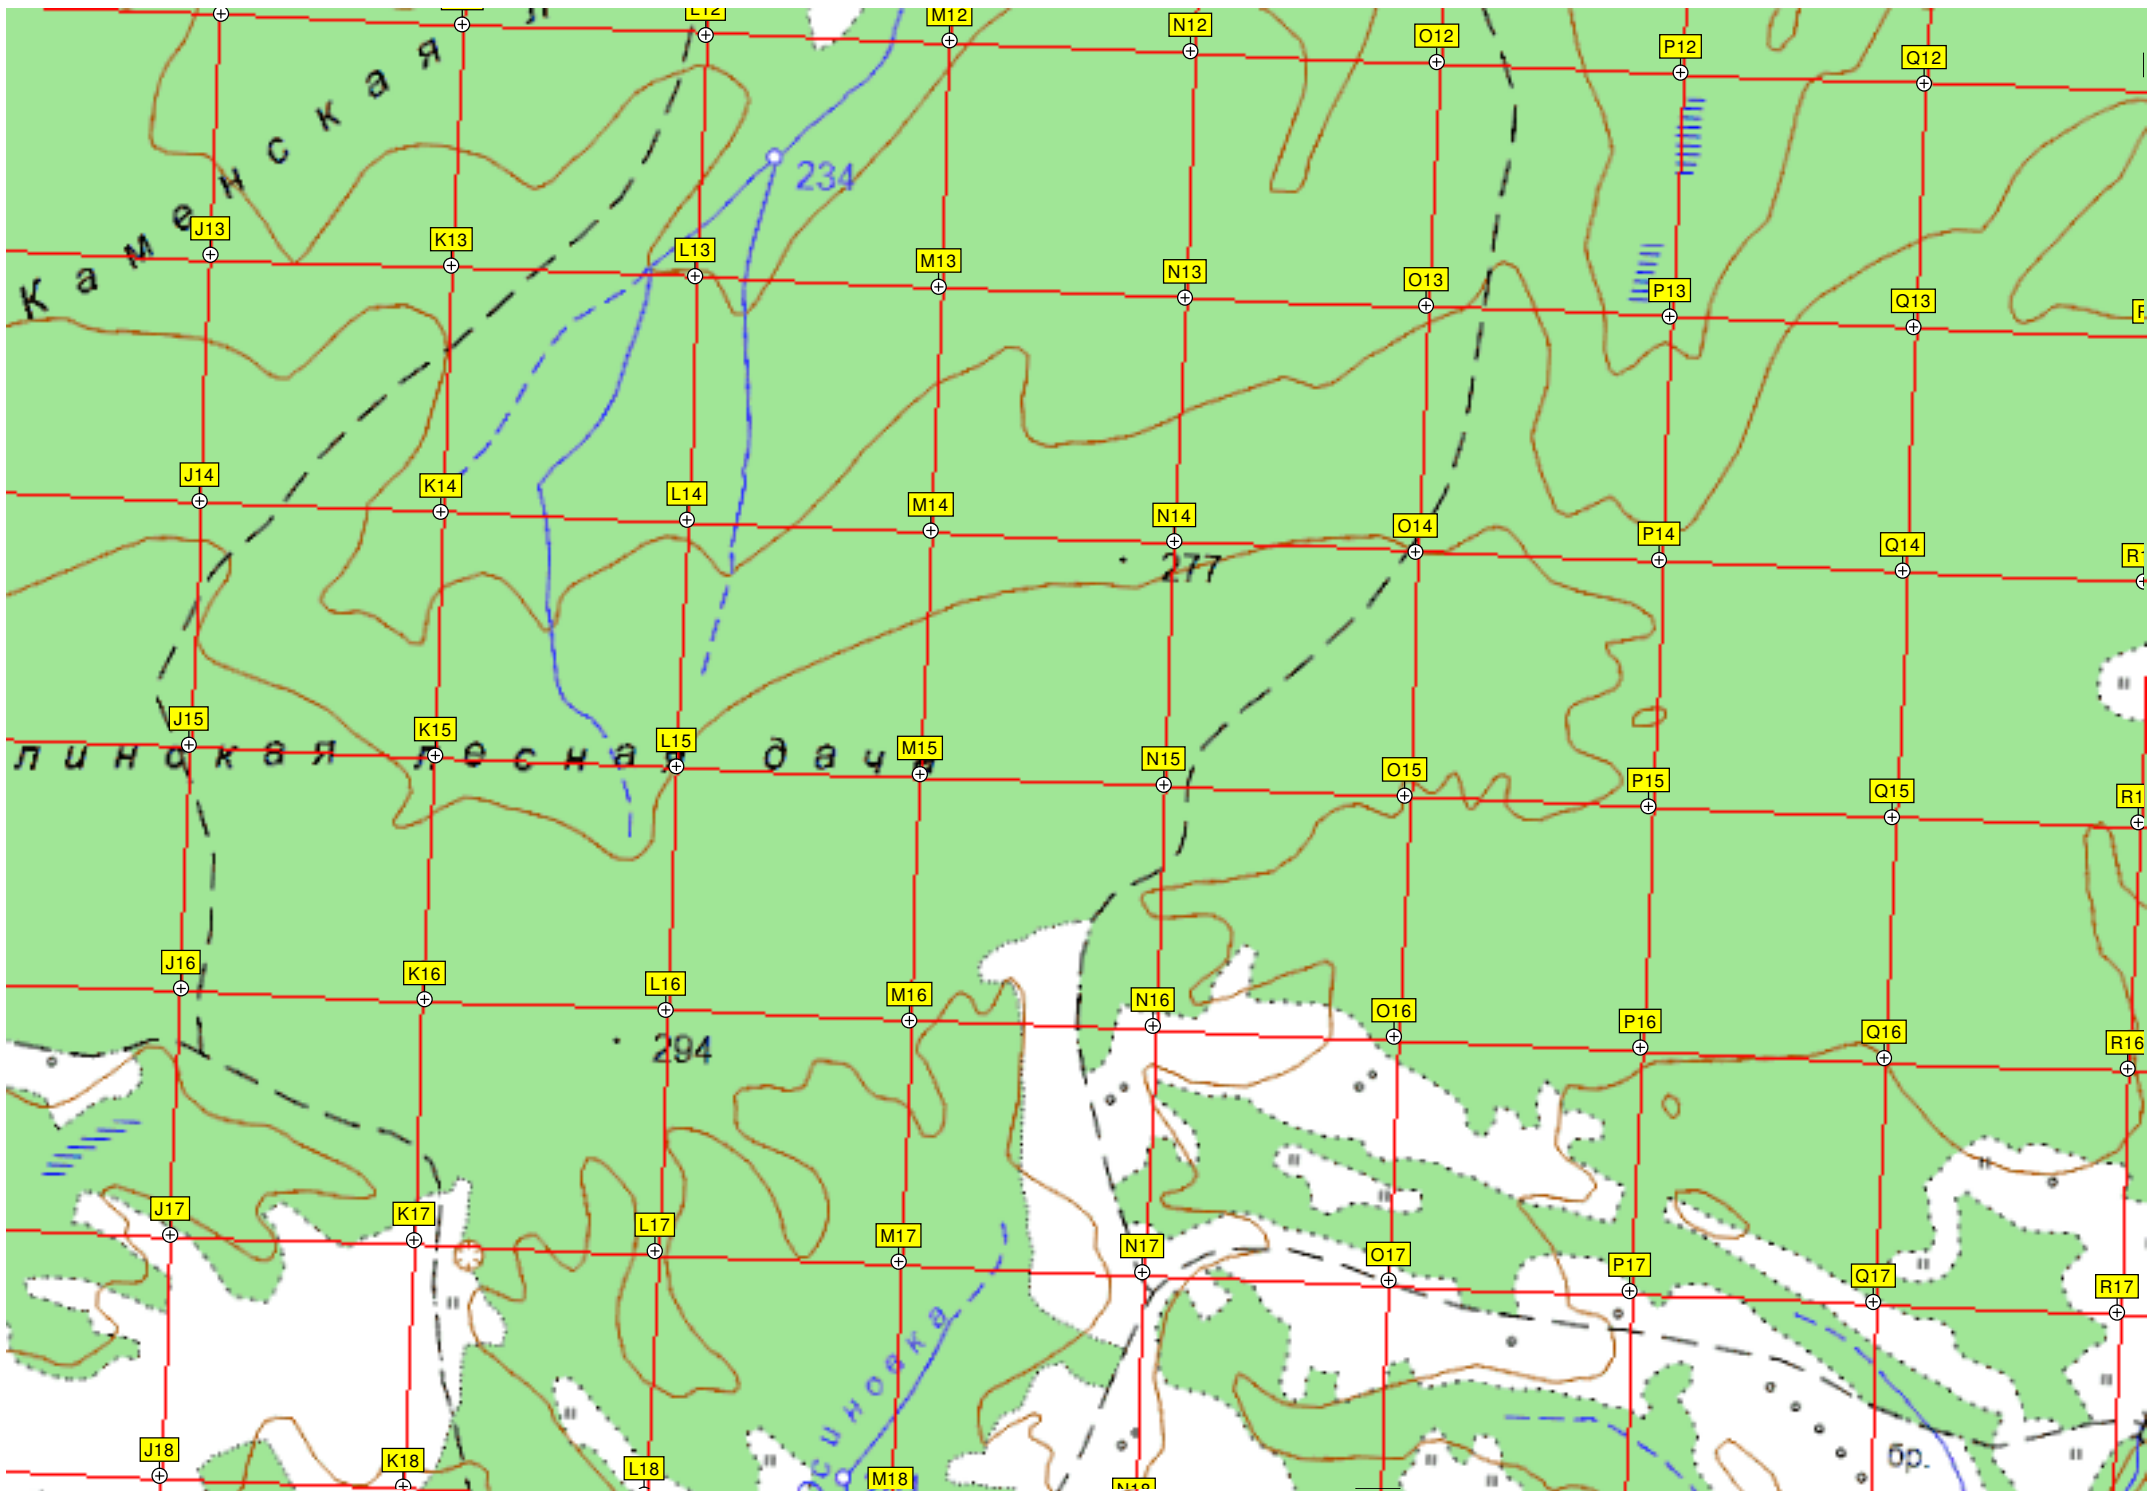 L12 M12 N12 O12 P12 Q12
Каменская
234
J13 K13 L13 M13 N13 O13 P13 Q13
J14 K14 L14 M14 N14 O14 P14 Q14
277
J15 K15 L15 M15 N15 O15 P15 Q15
линская лесная дача
J16 K16 L16 M16 N16 O16 P16 Q16 R16
294
J17 K17 L17 M17 N17 O17 P17 Q17 R17
Осиновка
бр.
J18 K18 L18 M18 N18